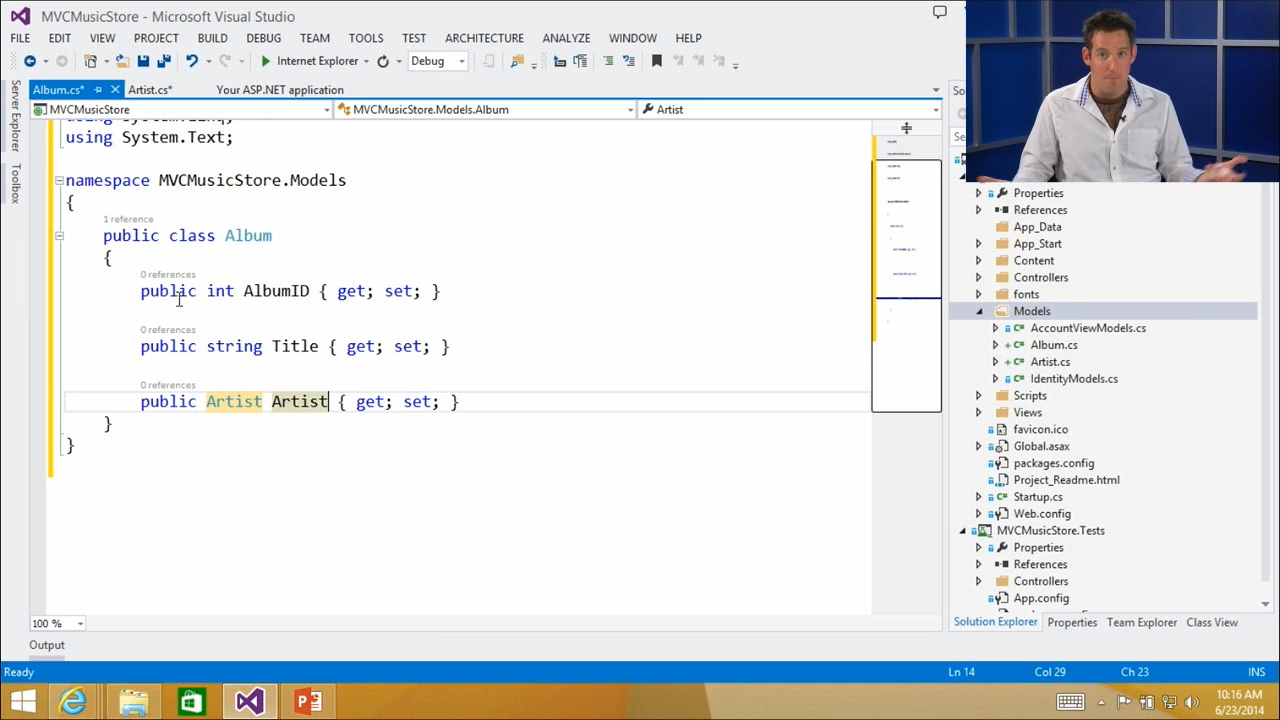 MVCMusicStore - Microsoft Visual Studio
FILE EDIT VIEW PROJECT BUILD DEBUG TEAM TOOLS TEST ARCHITECTURE ANALYZE WINDOW HELP
Internet Explorer Debug
Album.cs* Artist.cs* Your ASP.NET application
MVCMusicStore MVCMusicStore.Models.Album Artist
Server Explorer
Toolbox
using System.Linq;
using System.Text;
namespace MVCMusicStore.Models
{
1 reference
public class Album
{
0 references
public int AlbumID { get; set; }
0 references
public string Title { get; set; }
0 references
public Artist Artist { get; set; }
}
}
100 %
Output
Properties
References
App_Data
App_Start
Content
Controllers
fonts
Models
AccountViewModels.cs
Album.cs
Artist.cs
IdentityModels.cs
Scripts
Views
favicon.ico
Global.asax
packages.config
Project_Readme.html
Startup.cs
Web.config
MVCMusicStore.Tests
Properties
References
Controllers
App.config
Solution Explorer Properties Team Explorer Class View
Ready Ln 14 Col 29 Ch 23 INS
10:16 AM
6/23/2014